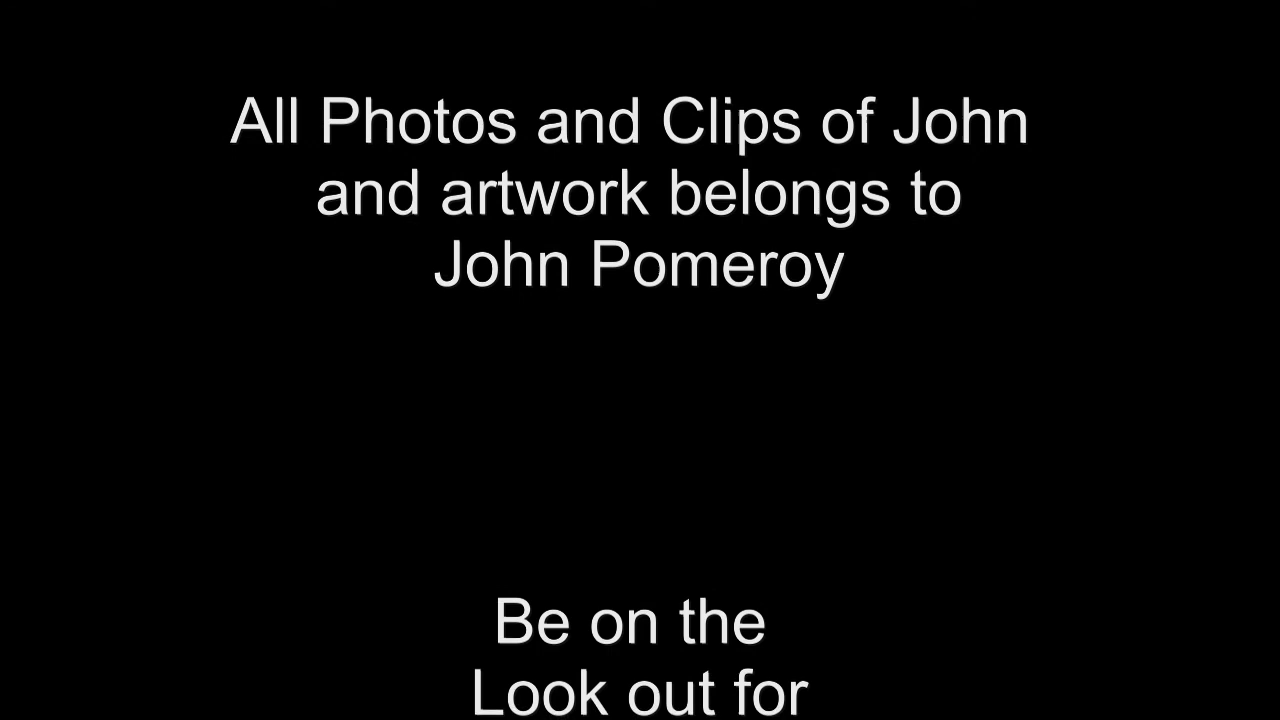 All Photos and Clips of John
and artwork belongs to
John Pomeroy
Be on the
Look out for